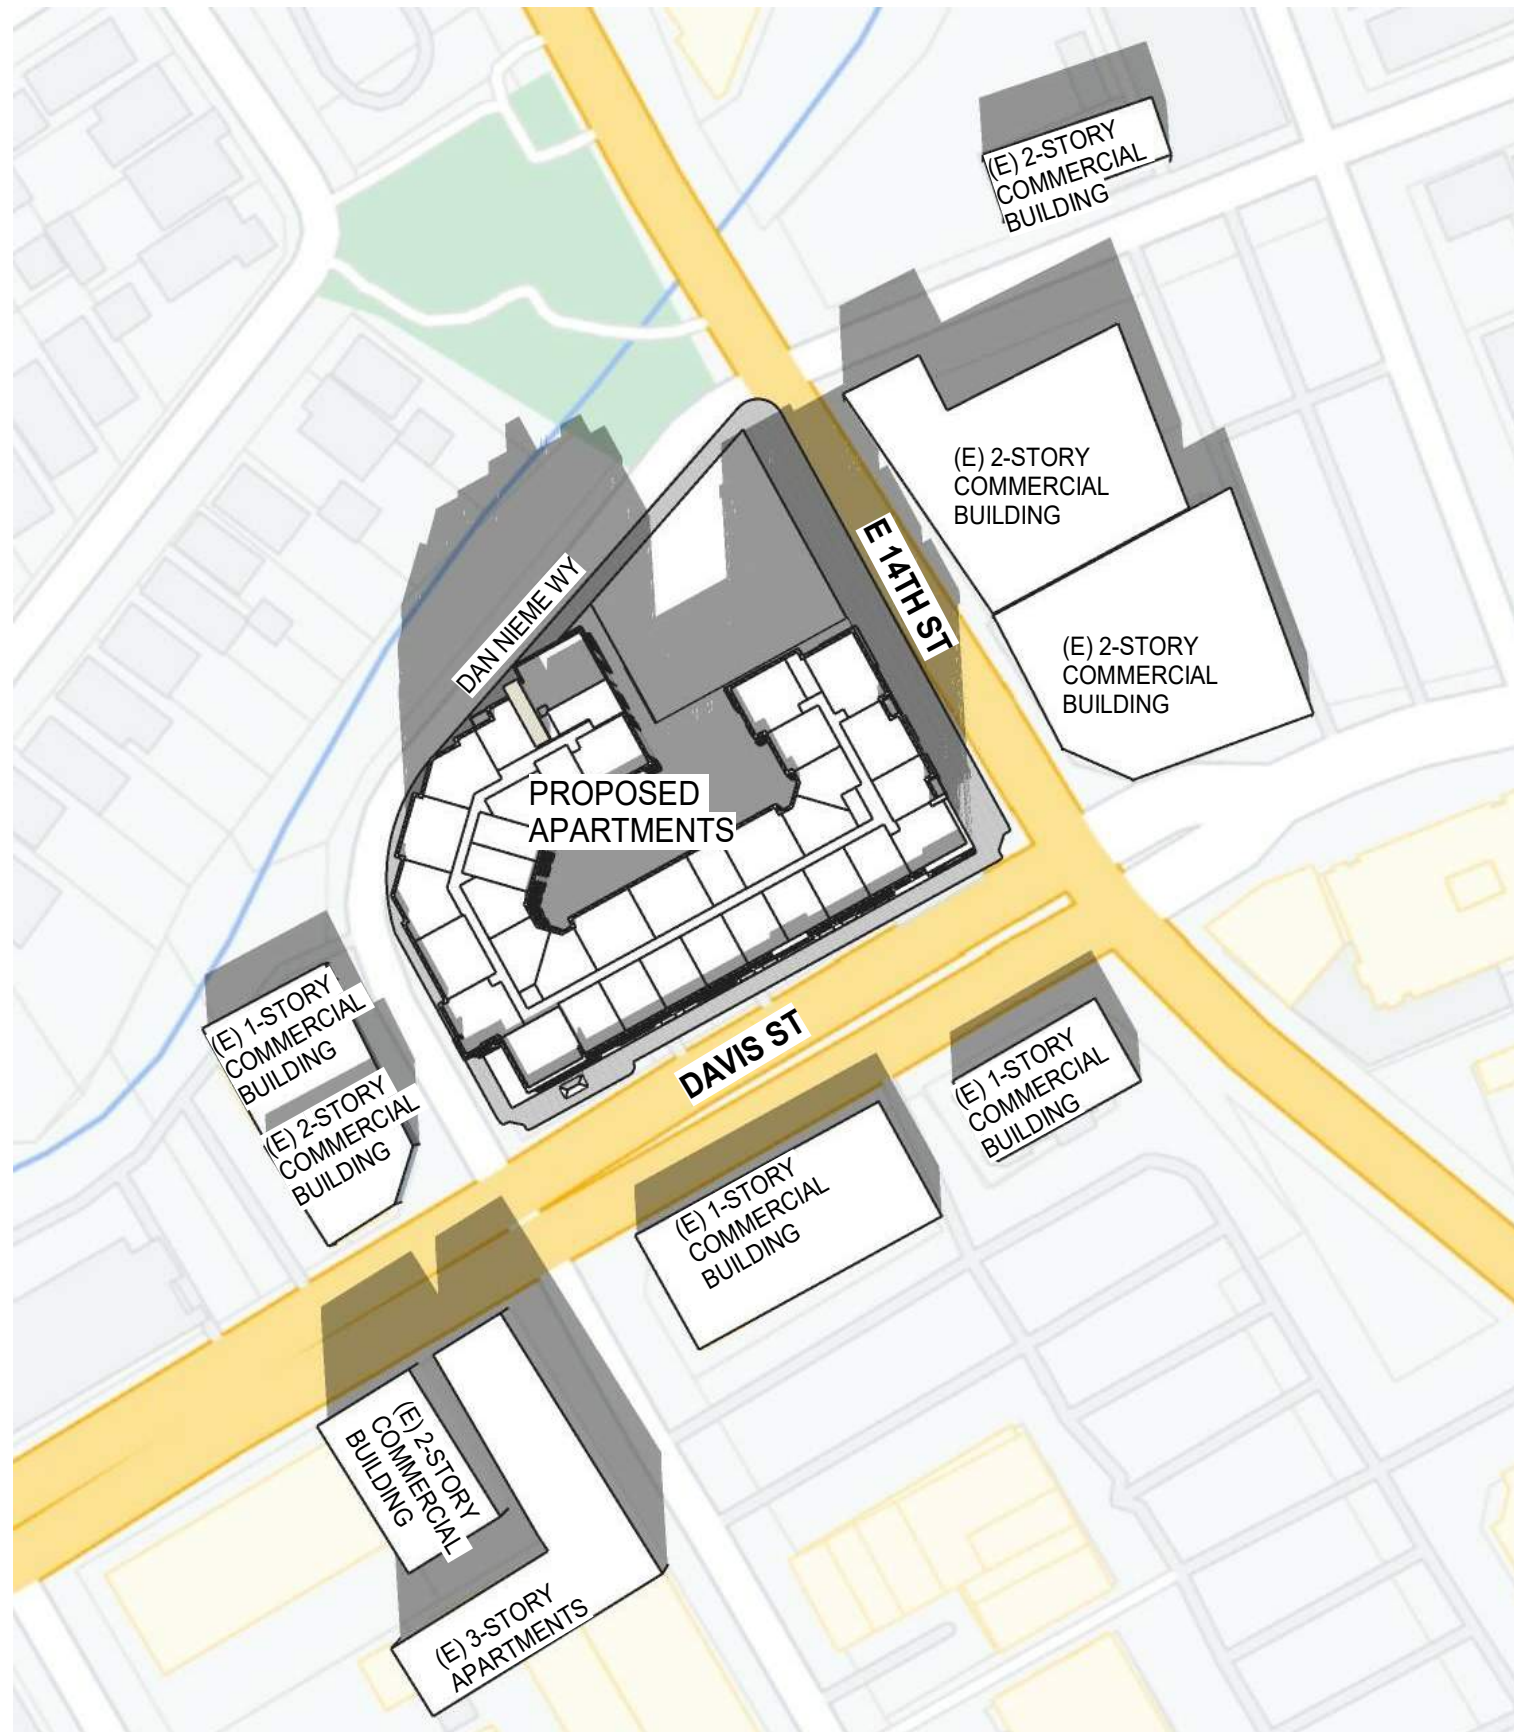 (E) 2-STORY
COMMERCIAL
BUILDING
(E) 2-STORY
COMMERCIAL
BUILDING
E 14TH ST
DAN NIEME WY
(E) 2-STORY
COMMERCIAL
BUILDING
PROPOSED
APARTMENTS
(E) 1-STORY
COMMERCIAL
BUILDING
(E) 2-STORY
COMMERCIAL
BUILDING
DAVIS ST
(E) 1-STORY
COMMERCIAL
BUILDING
(E) 1-STORY
COMMERCIAL
BUILDING
(E) 2-STORY
COMMERCIAL
BUILDING
(E) 3-STORY
APARTMENTS